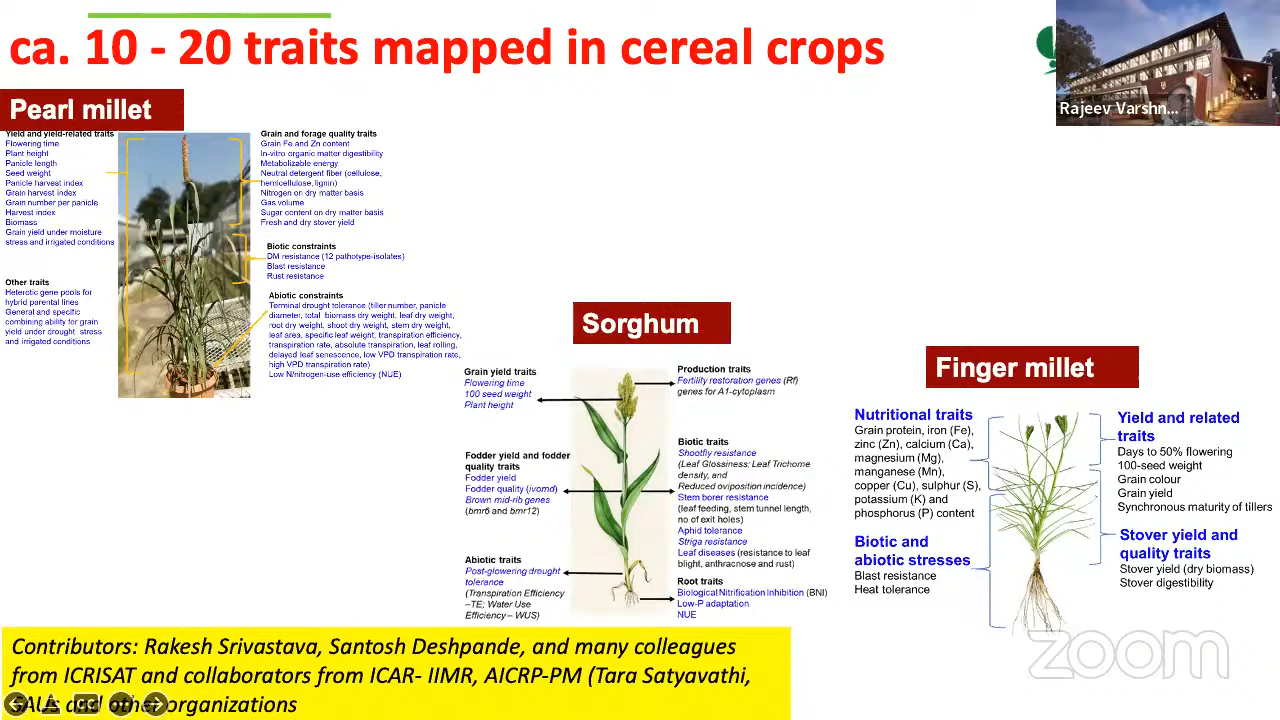 ca. 10 - 20 traits mapped in cereal crops
Rajeev Varshn...
Pearl millet
Yield and yield-related traits
Flowering time
Plant height
Panicle length
Seed weight
Panicle harvest index
Grain harvest index
Grain number per panicle
Harvest index
Biomass
Grain yield under moisture
stress and irrigated conditions
Other traits
Heterotic gene pools for
hybrid parental lines
General and specific
combining ability for grain
yield under drought stress
and irrigated conditions
Grain and forage quality traits
Grain Fe and Zn content
In-vitro organic matter digestibility
Metabolizable energy
Neutral detergent fiber (cellulose,
hemicellulose, lignin)
Nitrogen on dry matter basis
Gas volume
Sugar content on dry matter basis
Fresh and dry stover yield
Biotic constraints
DM resistance (12 pathotype-isolates)
Blast resistance
Rust resistance
Abiotic constraints
Terminal drought tolerance (tiller number, panicle
diameter, total biomass dry weight, leaf dry weight,
root dry weight, shoot dry weight, stem dry weight,
leaf area, specific leaf weight, transpiration efficiency,
transpiration rate, absolute transpiration, leaf rolling,
delayed leaf senescence, low VPD transpiration rate,
high VPD transpiration rate)
Low N/nitrogen-use efficiency (NUE)
Sorghum
Grain yield traits
Flowering time
100 seed weight
Plant height
Fodder yield and fodder
quality traits
Fodder yield
Fodder quality (ivomd)
Brown mid-rib genes
(bmr6 and bmr12)
Abiotic traits
Post-glowering drought
tolerance
(Transpiration Efficiency
–TE; Water Use
Efficiency– WUS)
Production traits
Fertility restoration genes (Rf)
genes for A1-cytoplasm
Biotic traits
Shootfly resistance
(Leaf Glossiness; Leaf Trichome
density, and
Reduced oviposition incidence)
Stem borer resistance
(leaf feeding, stem tunnel length,
no of exit holes)
Aphid tolerance
Striga resistance
Leaf diseases (resistance to leaf
blight, anthracnose and rust)
Root traits
Biological Nitrification Inhibition (BNI)
Low-P adaptation
NUE
Finger millet
Nutritional traits
Grain protein, iron (Fe),
zinc (Zn), calcium (Ca),
magnesium (Mg),
manganese (Mn),
copper (Cu), sulphur (S),
potassium (K) and
phosphorus (P) content
Biotic and
abiotic stresses
Blast resistance
Heat tolerance
Yield and related
traits
Days to 50% flowering
100-seed weight
Grain colour
Grain yield
Synchronous maturity of tillers
Stover yield and
quality traits
Stover yield (dry biomass)
Stover digestibility
Contributors: Rakesh Srivastava, Santosh Deshpande, and many colleagues
from ICRISAT and collaborators from ICAR- IIMR, AICRP-PM (Tara Satyavathi,
SAUs and other organizations
zoom